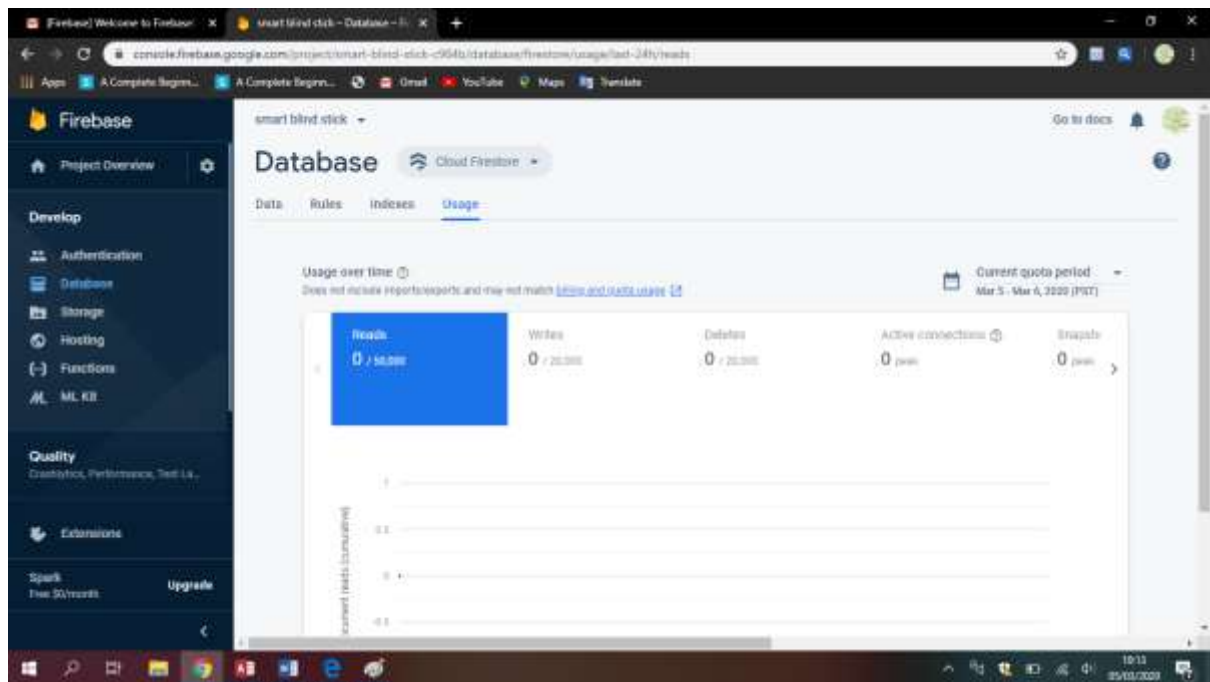 [Firebase] Welcome to Firebase!
smart blind stick – Database – Fi
console.firebase.google.com/project/smart-blind-stick-c964b/database/firestore/usage/last-24h/reads
Apps A Complete Beginn... A Complete Beginn... Gmail YouTube Maps Translate
Firebase
smart blind stick
Go to docs
Project Overview
Database
Cloud Firestore
Data Rules Indexes Usage
Develop
Authentication
Database
Storage
Hosting
Functions
ML Kit
Usage over time
Does not include imports/exports and may not match billing and quota usage
Current quota period
Mar 5 - Mar 6, 2020 (PST)
Reads
0 / 50,000
Writes
0 / 20,000
Deletes
0 / 20,000
Active connections
0 peak
Snapsh
0 peak
Quality
Crashlytics, Performance, Test La...
Extensions
Spark
Free $0/month
Upgrade
1
0.5
0
-0.5
ocument reads (cumulative)
10:13
05/03/2020